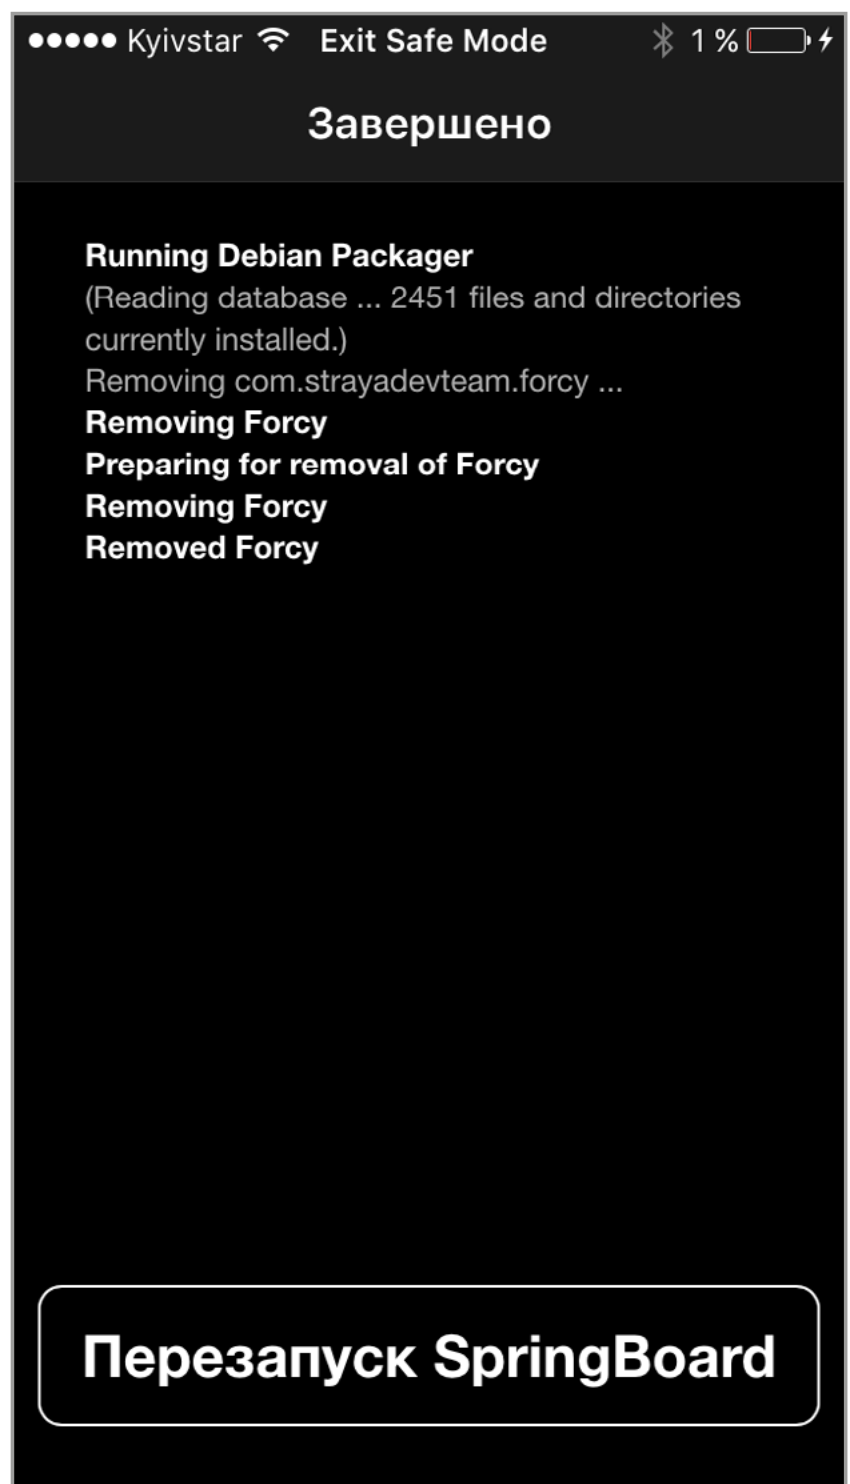 Kyivstar Exit Safe Mode 1 %
Завершено
Running Debian Packager
(Reading database ... 2451 files and directories
currently installed.)
Removing com.strayadevteam.forcy ...
Removing Forcy
Preparing for removal of Forcy
Removing Forcy
Removed Forcy
Перезапуск SpringBoard